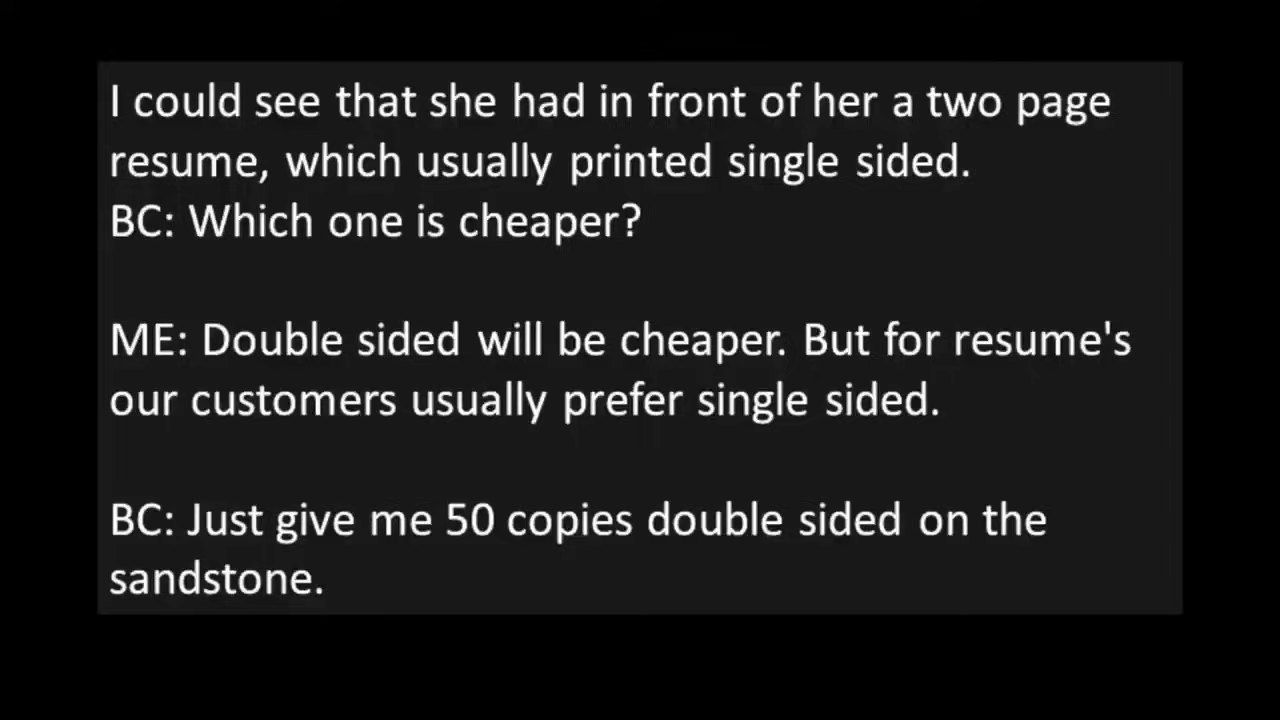 I could see that she had in front of her a two page
resume, which usually printed single sided.
BC: Which one is cheaper?
ME: Double sided will be cheaper. But for resume's
our customers usually prefer single sided.
BC: Just give me 50 copies double sided on the
sandstone.